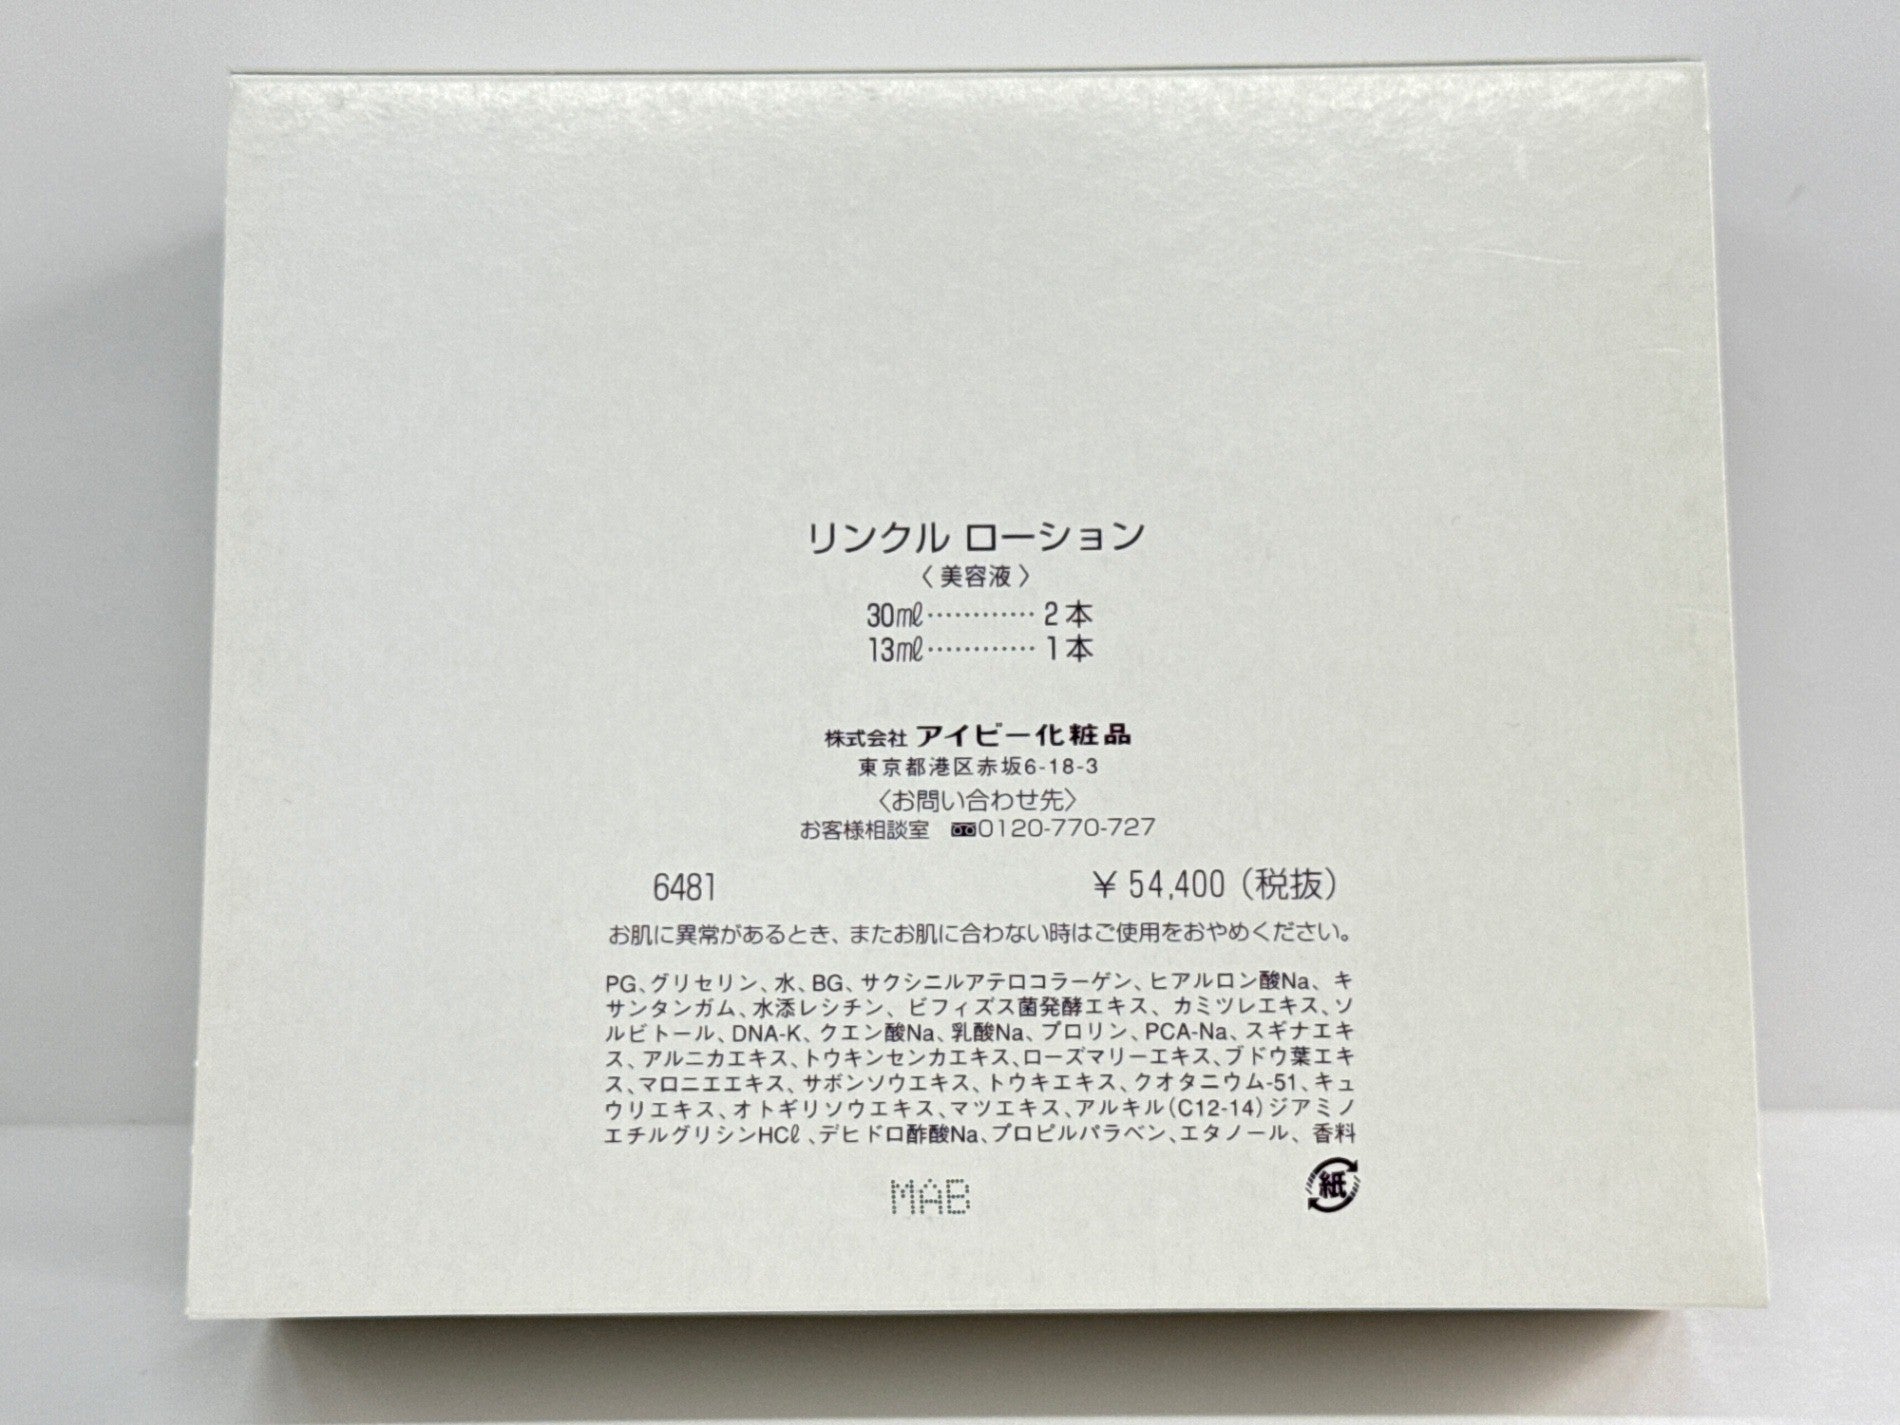 リンクル ローション
〈 美容液 〉
30㎖………… 2本
13㎖………… 1本
株式会社 アイビー化粧品
東京都港区赤坂6-18-3
〈お問い合わせ先〉
お客様相談室 0120-770-727
6481 ¥ 54,400（税抜）
お肌に異常があるとき、またお肌に合わない時はご使用をおやめください。
PG、グリセリン、水、BG、サクシニルアテロコラーゲン、ヒアルロン酸Na、キ
サンタンガム、水添レシチン、ビフィズス菌発酵エキス、カミツレエキス、ソ
ルビトール、DNA-K、クエン酸Na、乳酸Na、プロリン、PCA-Na、スギナエキ
ス、アルニカエキス、トウキンセンカエキス、ローズマリーエキス、ブドウ葉エキ
ス、マロニエエキス、サボンソウエキス、トウキエキス、クオタニウム-51、キュ
ウリエキス、オトギリソウエキス、マツエキス、アルキル（C12-14）ジアミノ
エチルグリシンHCℓ、デヒドロ酢酸Na、プロピルパラベン、エタノール、香料
MAB
紙